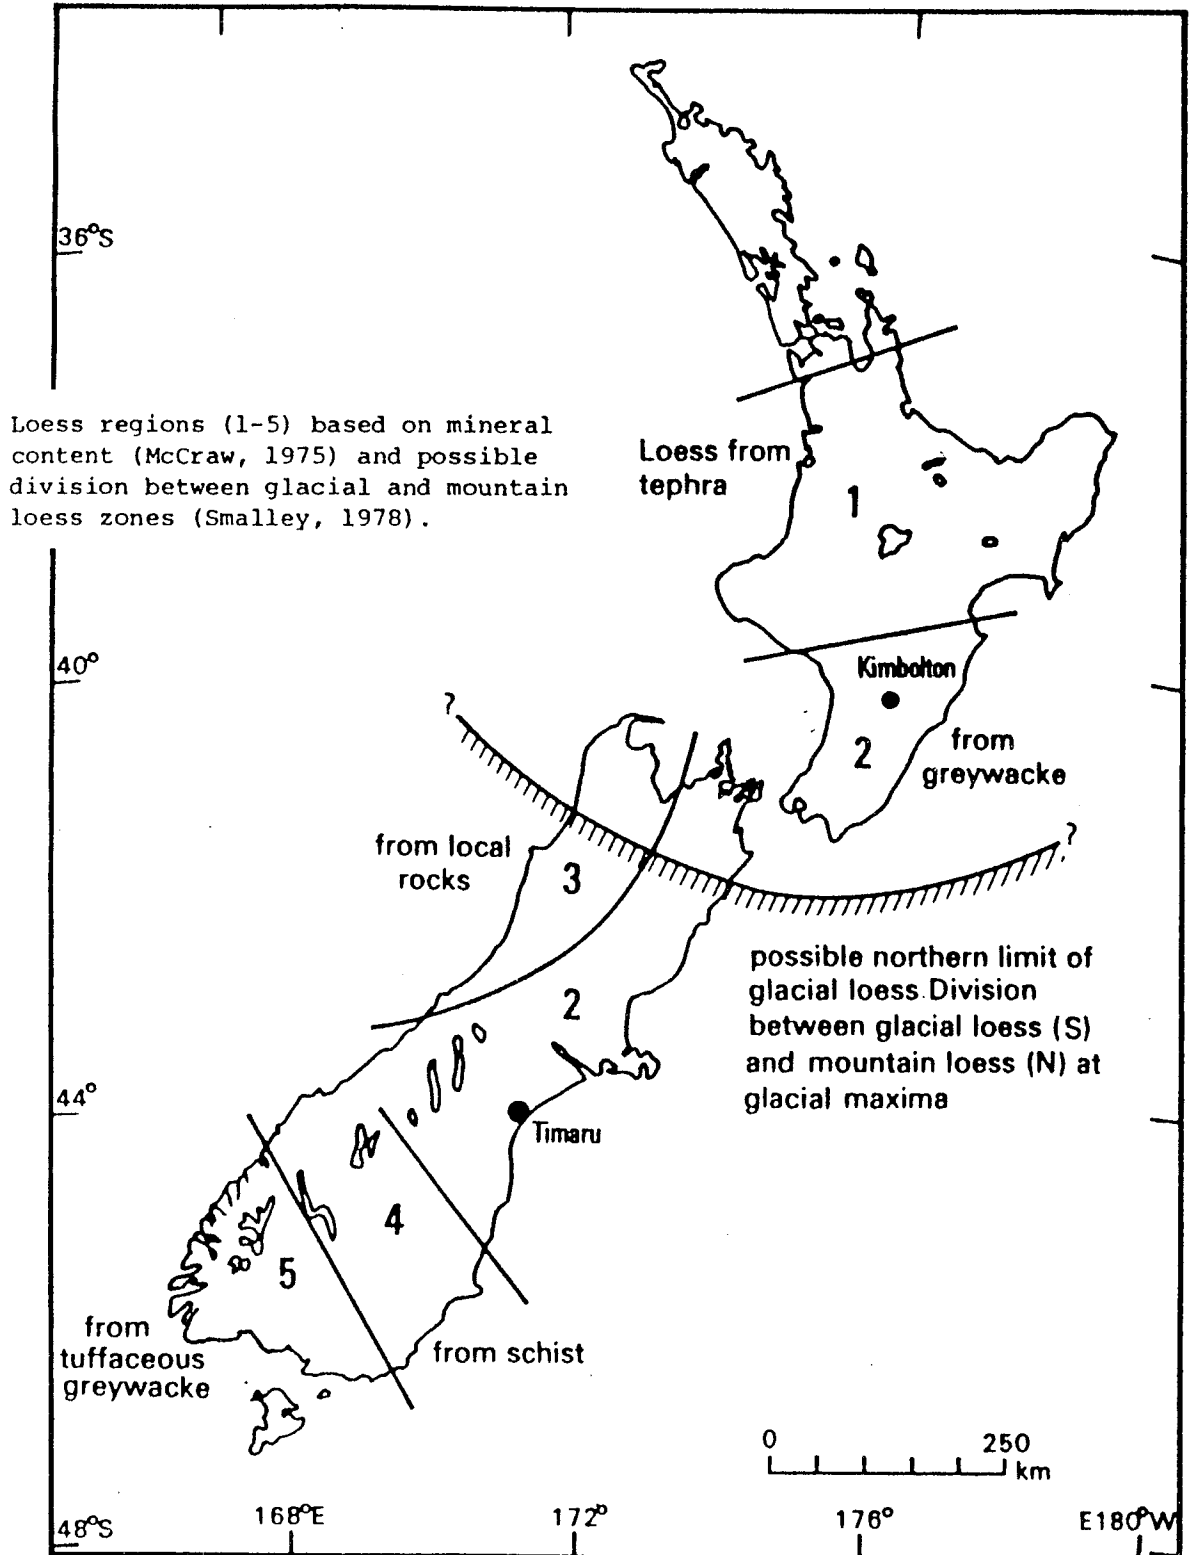 36°S
Loess regions (1-5) based on mineral
content (McCraw, 1975) and possible
division between glacial and mountain
loess zones (Smalley, 1978).
Loess from
tephra
1
40°
Kimbolton
?
2
from
greywacke
?
from local
rocks
3
possible northern limit of
glacial loess. Division
between glacial loess (S)
and mountain loess (N) at
glacial maxima
2
44°
Timaru
4
5
from
tuffaceous
greywacke
from schist
0 250
km
48°S
168°E
172°
176°
E180°W